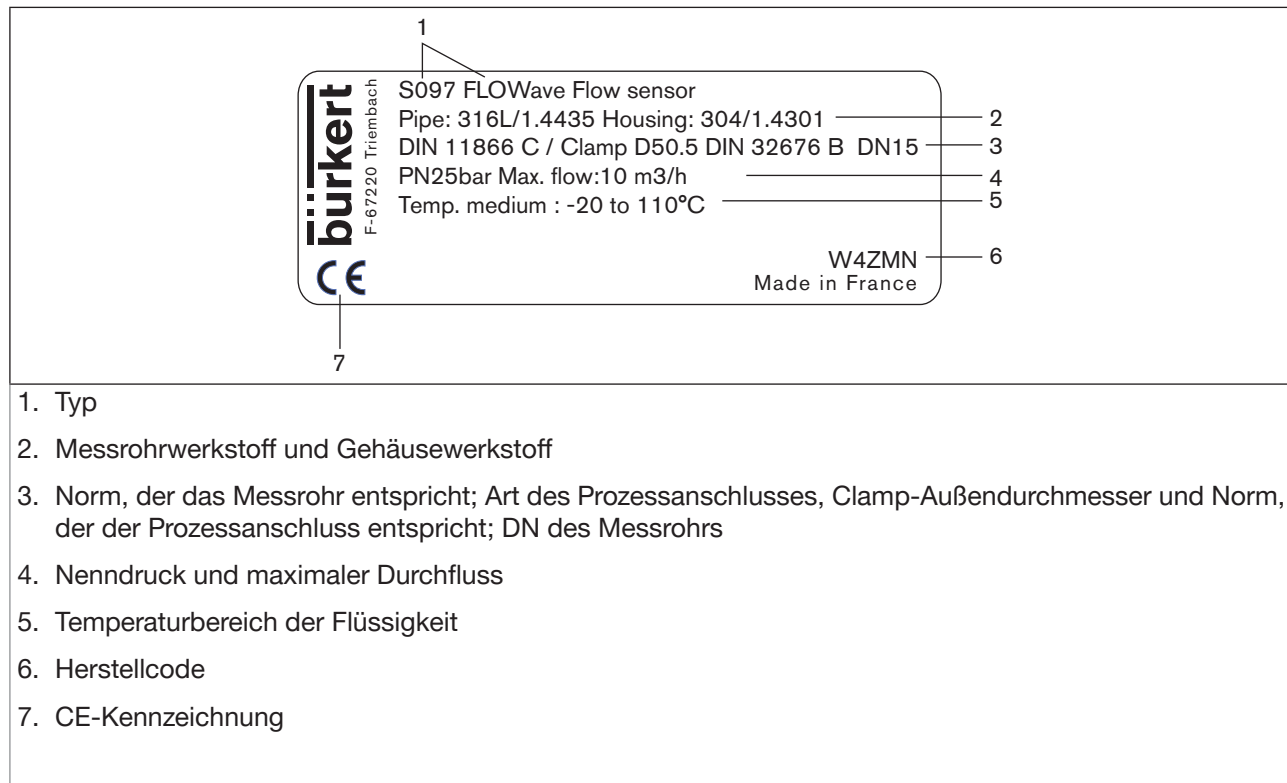 1
bürkert
F-67220 Triembach
S097 FLOWave Flow sensor
Pipe: 316L/1.4435 Housing: 304/1.4301
2
DIN 11866 C / Clamp D50.5 DIN 32676 B DN15
3
PN25bar Max. flow:10 m3/h
4
Temp. medium : -20 to 110°C
5
W4ZMN
6
Made in France
CE
7
1. Typ
2. Messrohrwerkstoff und Gehäusewerkstoff
3. Norm, der das Messrohr entspricht; Art des Prozessanschlusses, Clamp-Außendurchmesser und Norm,
der der Prozessanschluss entspricht; DN des Messrohrs
4. Nenndruck und maximaler Durchfluss
5. Temperaturbereich der Flüssigkeit
6. Herstellcode
7. CE-Kennzeichnung